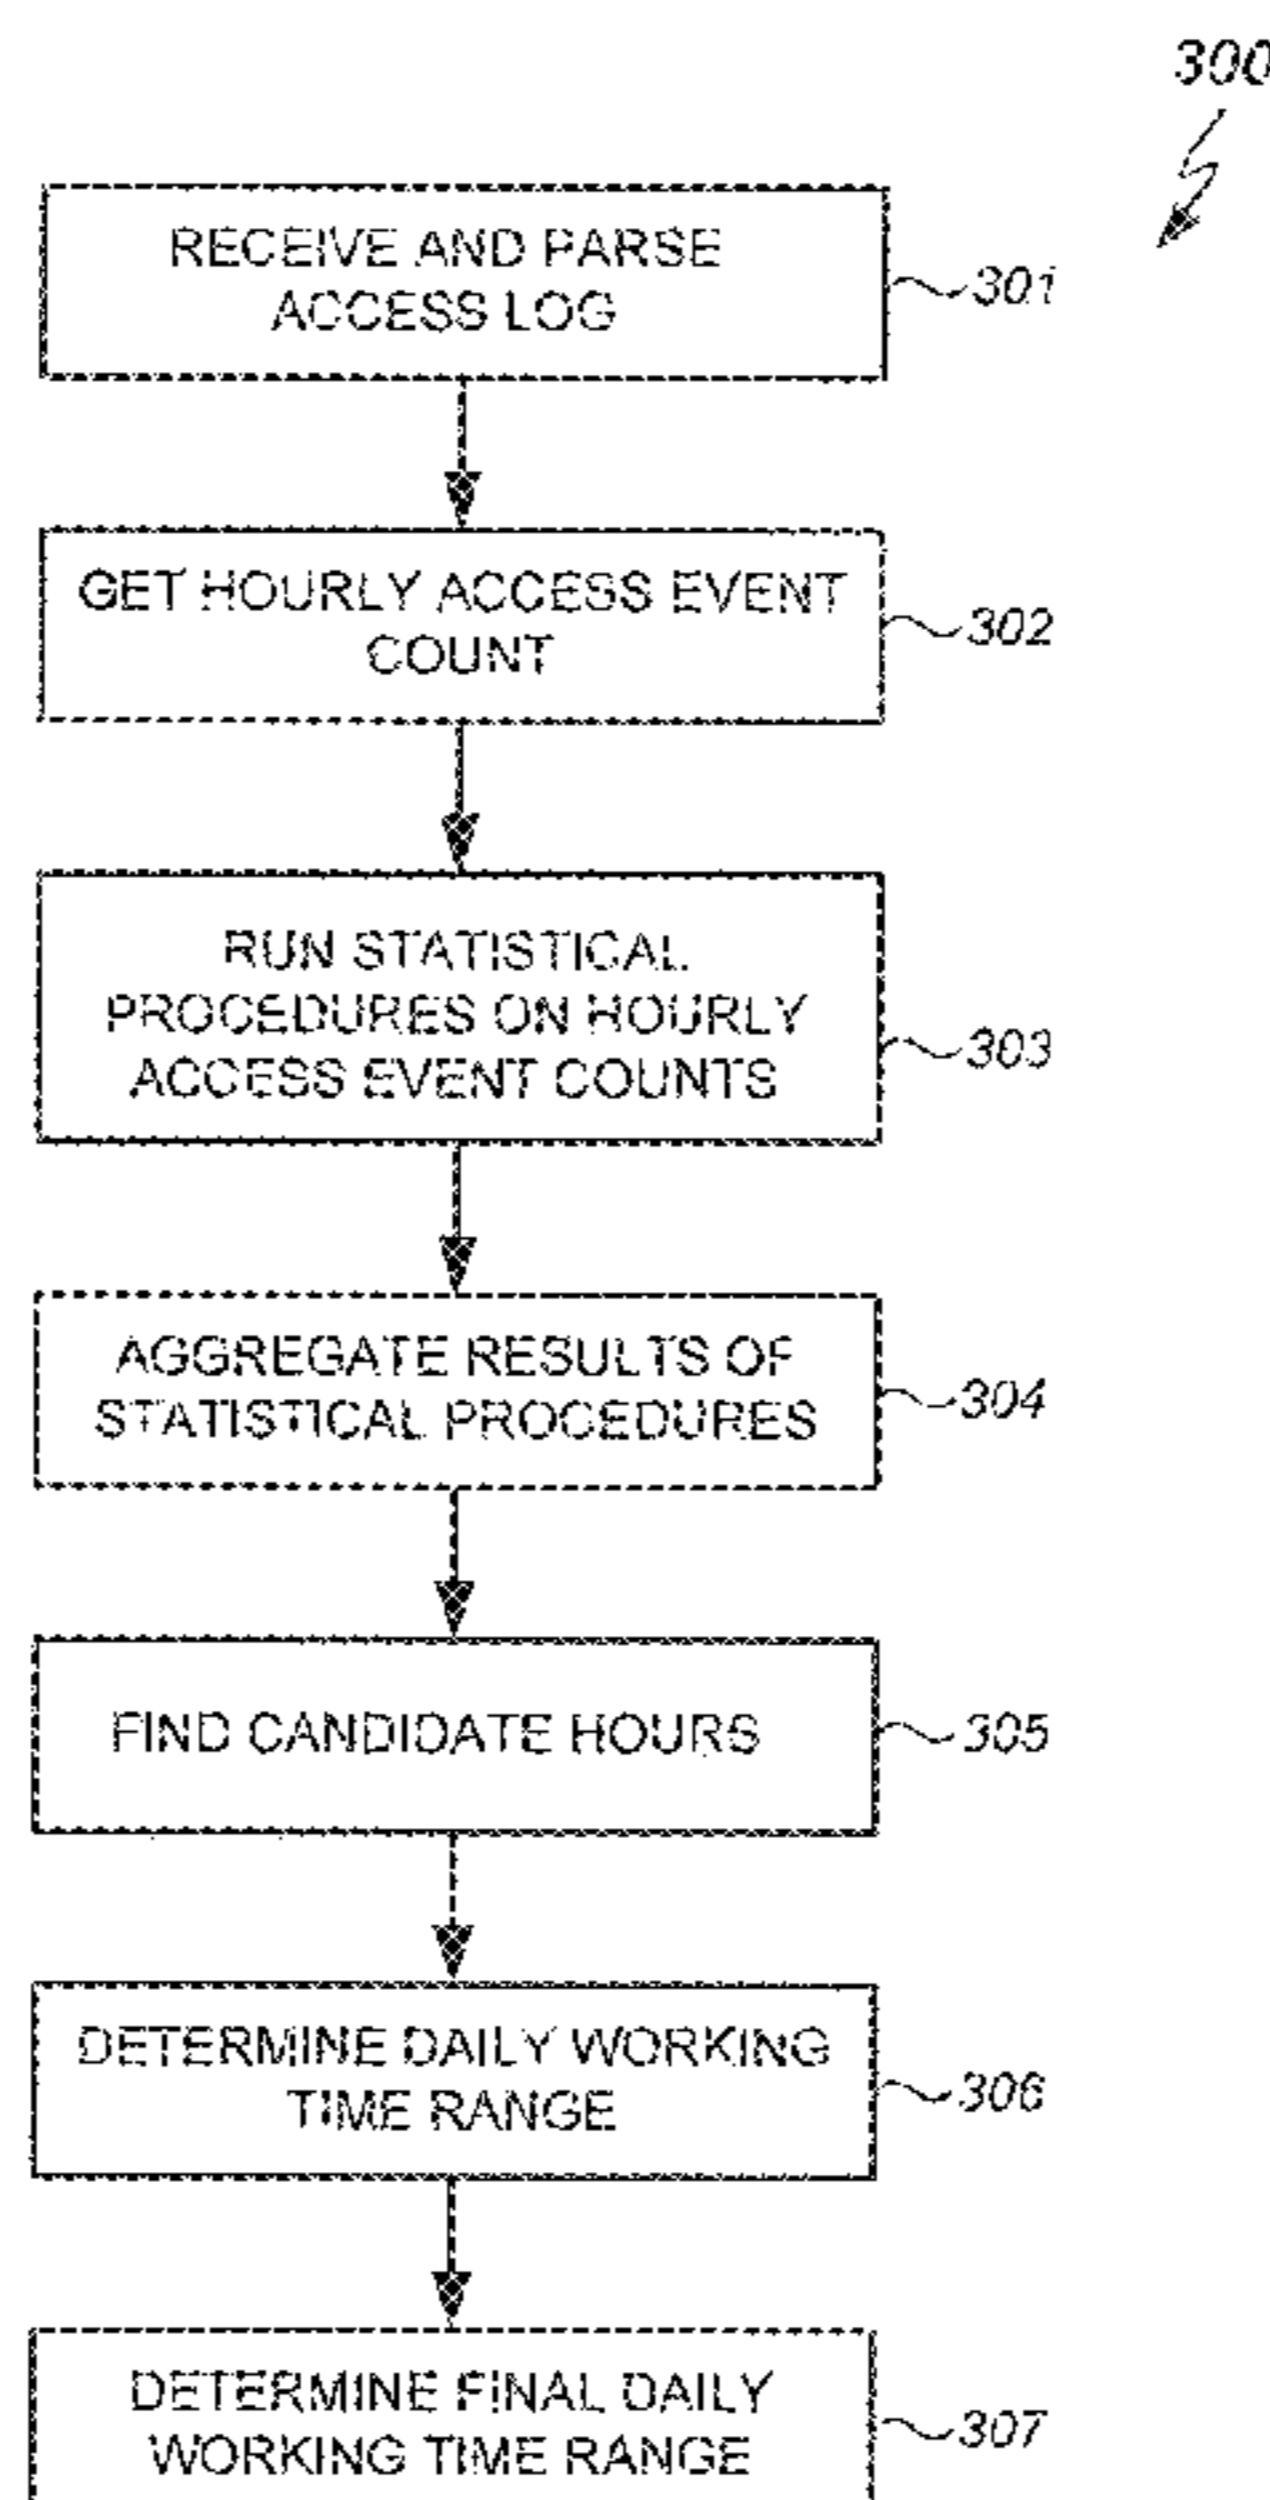 300
RECEIVE AND PARSE
ACCESS LOG
301
GET HOURLY ACCESS EVENT
COUNT
302
RUN STATISTICAL
PROCEDURES ON HOURLY
ACCESS EVENT COUNTS
303
AGGREGATE RESULTS OF
STATISTICAL PROCEDURES
304
FIND CANDIDATE HOURS
305
DETERMINE DAILY WORKING
TIME RANGE
306
DETERMINE FINAL DAILY
WORKING TIME RANGE
307